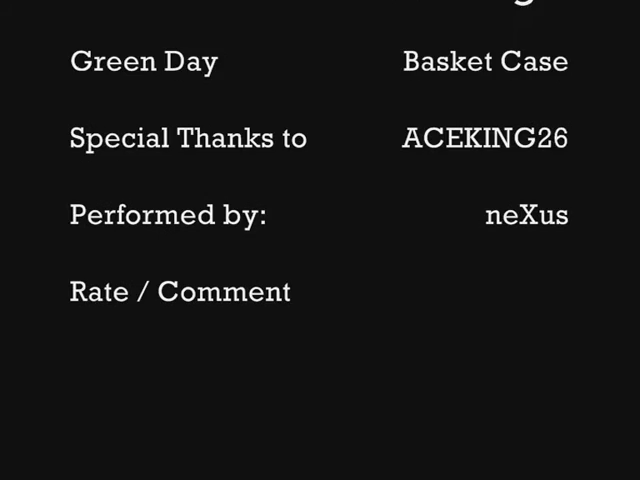 Green Day Basket Case
Special Thanks to ACEKING26
Performed by: neXus
Rate / Comment